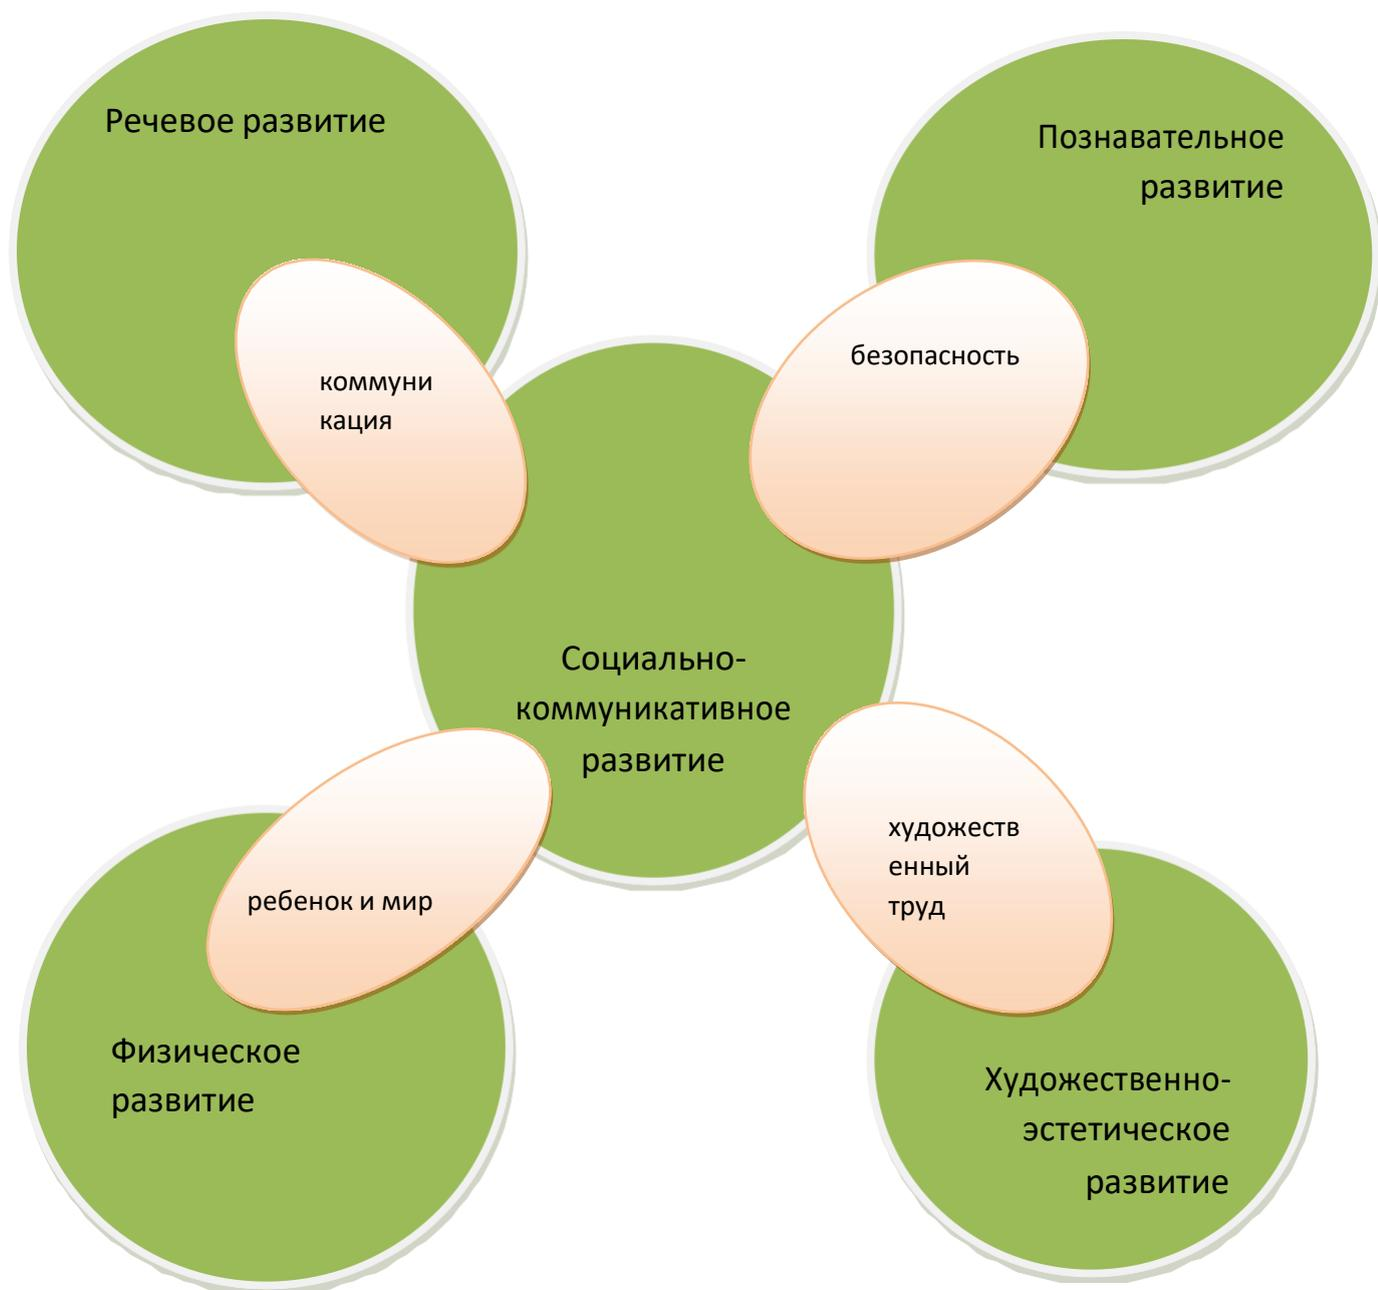 Речевое развитие
Познавательное
развитие
коммуни
кация
безопасность
Социально-
коммуникативное
развитие
ребенок и мир
художеств
енный
труд
Физическое
развитие
Художественно-
эстетическое
развитие